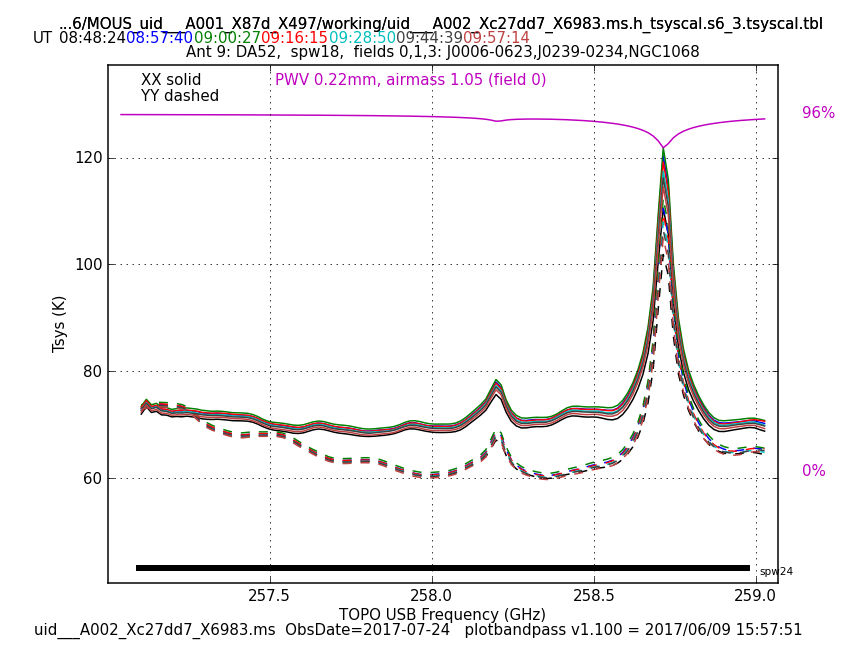 ...6/MOUS_uid___A001_X87d_X497/working/uid___A002_Xc27dd7_X6983.ms.h_tsyscal.s6_3.tsyscal.tbl
UT 08:48:24 08:57:40 09:00:27 09:16:15 09:28:50 09:44:39 09:57:14
Ant 9: DA52, spw18, fields 0,1,3: J0006-0623,J0239-0234,NGC1068
XX solid
PWV 0.22mm, airmass 1.05 (field 0)
YY dashed
96%
120
100
80
60
Tsys (K)
0%
spw24
257.5 258.0 258.5 259.0
TOPO USB Frequency (GHz)
uid___A002_Xc27dd7_X6983.ms ObsDate=2017-07-24 plotbandpass v1.100 = 2017/06/09 15:57:51